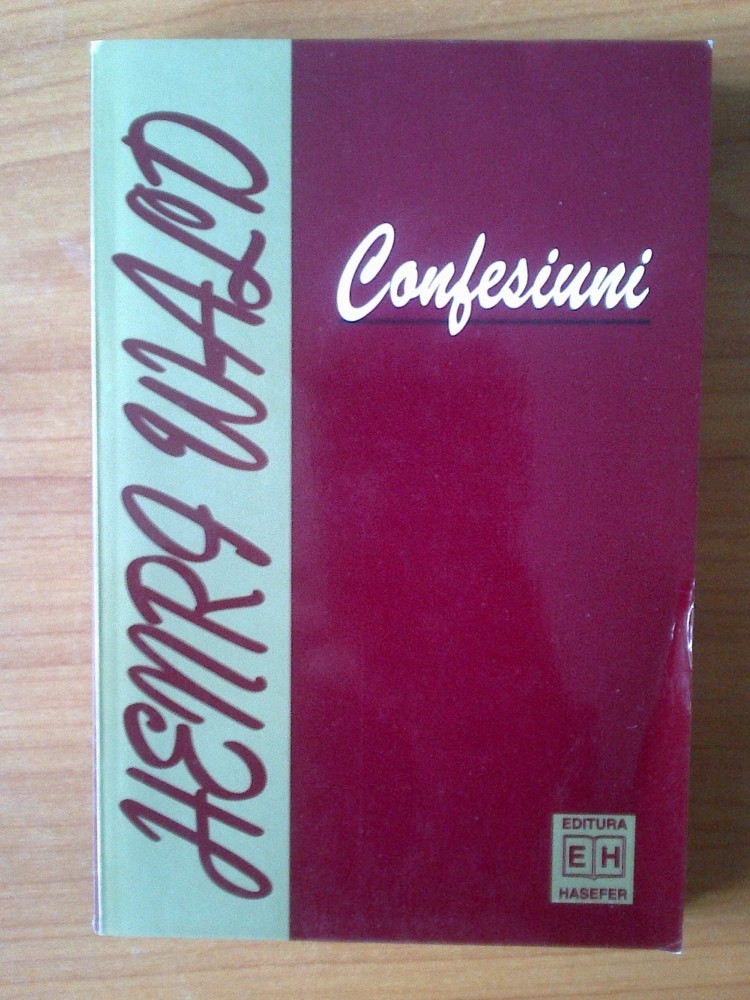 HENRY WALD
Confesiuni
EDITURA
EH
HASEFER